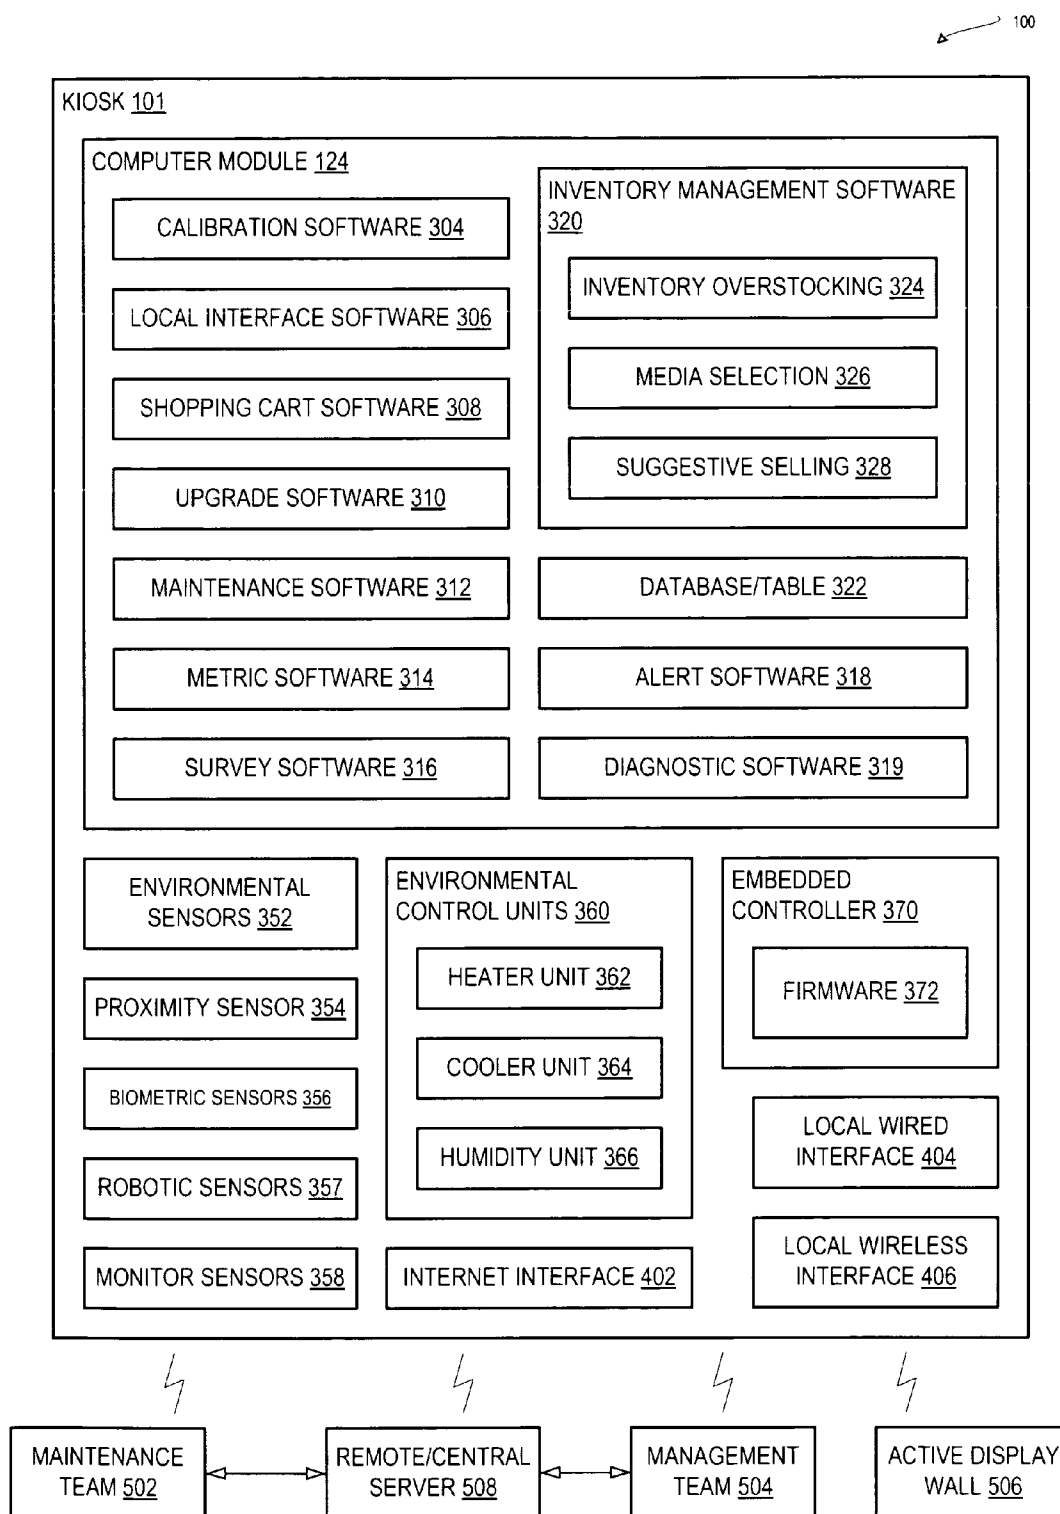 100
KIOSK 101
COMPUTER MODULE 124
CALIBRATION SOFTWARE 304
LOCAL INTERFACE SOFTWARE 306
SHOPPING CART SOFTWARE 308
UPGRADE SOFTWARE 310
MAINTENANCE SOFTWARE 312
METRIC SOFTWARE 314
SURVEY SOFTWARE 316
INVENTORY MANAGEMENT SOFTWARE
320
INVENTORY OVERSTOCKING 324
MEDIA SELECTION 326
SUGGESTIVE SELLING 328
DATABASE/TABLE 322
ALERT SOFTWARE 318
DIAGNOSTIC SOFTWARE 319
ENVIRONMENTAL
SENSORS 352
PROXIMITY SENSOR 354
BIOMETRIC SENSORS 356
ROBOTIC SENSORS 357
MONITOR SENSORS 358
ENVIRONMENTAL
CONTROL UNITS 360
HEATER UNIT 362
COOLER UNIT 364
HUMIDITY UNIT 366
INTERNET INTERFACE 402
EMBEDDED
CONTROLLER 370
FIRMWARE 372
LOCAL WIRED
INTERFACE 404
LOCAL WIRELESS
INTERFACE 406
MAINTENANCE
TEAM 502
REMOTE/CENTRAL
SERVER 508
MANAGEMENT
TEAM 504
ACTIVE DISPLAY
WALL 506